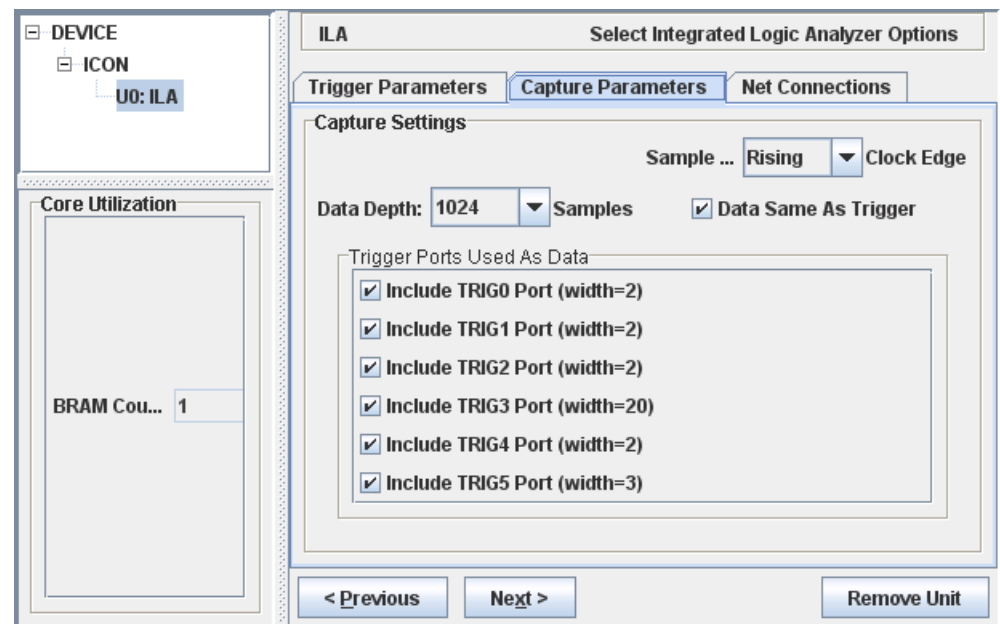 DEVICE
ICON
U0: ILA
Core Utilization
BRAM Cou... 1
ILA Select Integrated Logic Analyzer Options
Trigger Parameters Capture Parameters Net Connections
Capture Settings
Sample ... Rising Clock Edge
Data Depth: 1024 Samples Data Same As Trigger
Trigger Ports Used As Data
Include TRIG0 Port (width=2)
Include TRIG1 Port (width=2)
Include TRIG2 Port (width=2)
Include TRIG3 Port (width=20)
Include TRIG4 Port (width=2)
Include TRIG5 Port (width=3)
< Previous Next > Remove Unit